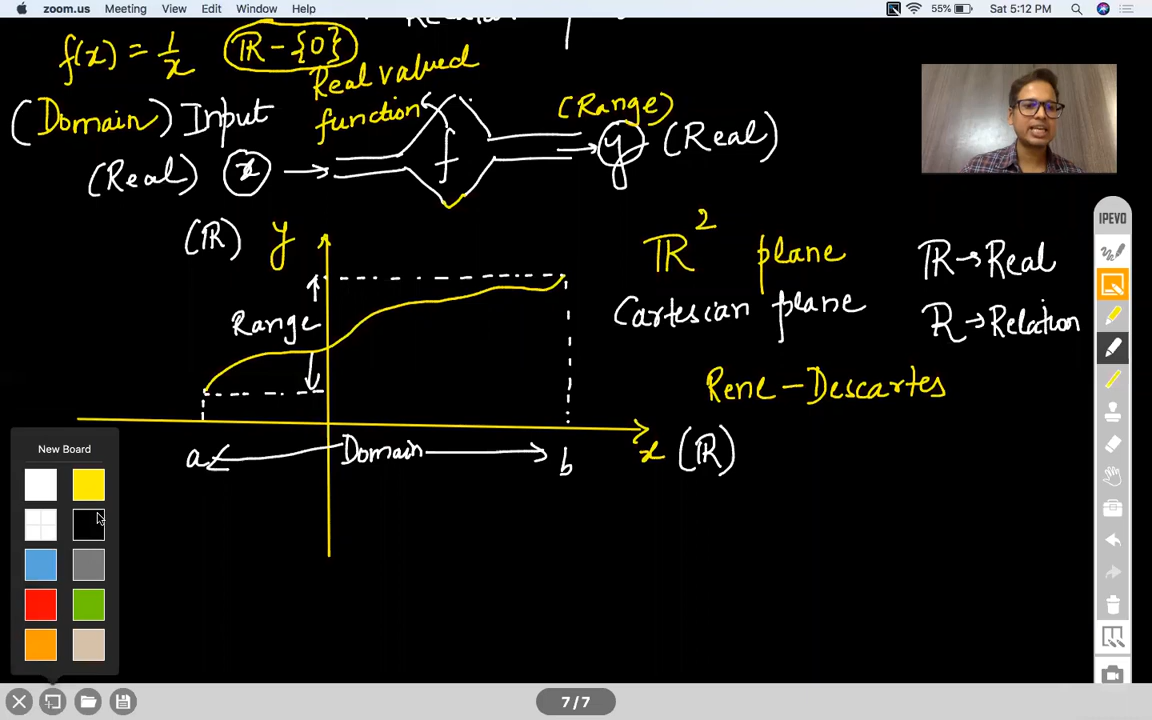 zoom.us Meeting View Edit Window Help 55% Sat 5:12 PM
f(x) = 1/x ℝ - {0}
Real valued function
(Domain) Input
(Real) x
f
(Range)
y (Real)
(ℝ) y
Range
a Domain b
x (ℝ)
ℝ² plane
Cartesian plane
Rene - Descartes
ℝ → Real
R → Relation
IPEVO
New Board
7 / 7